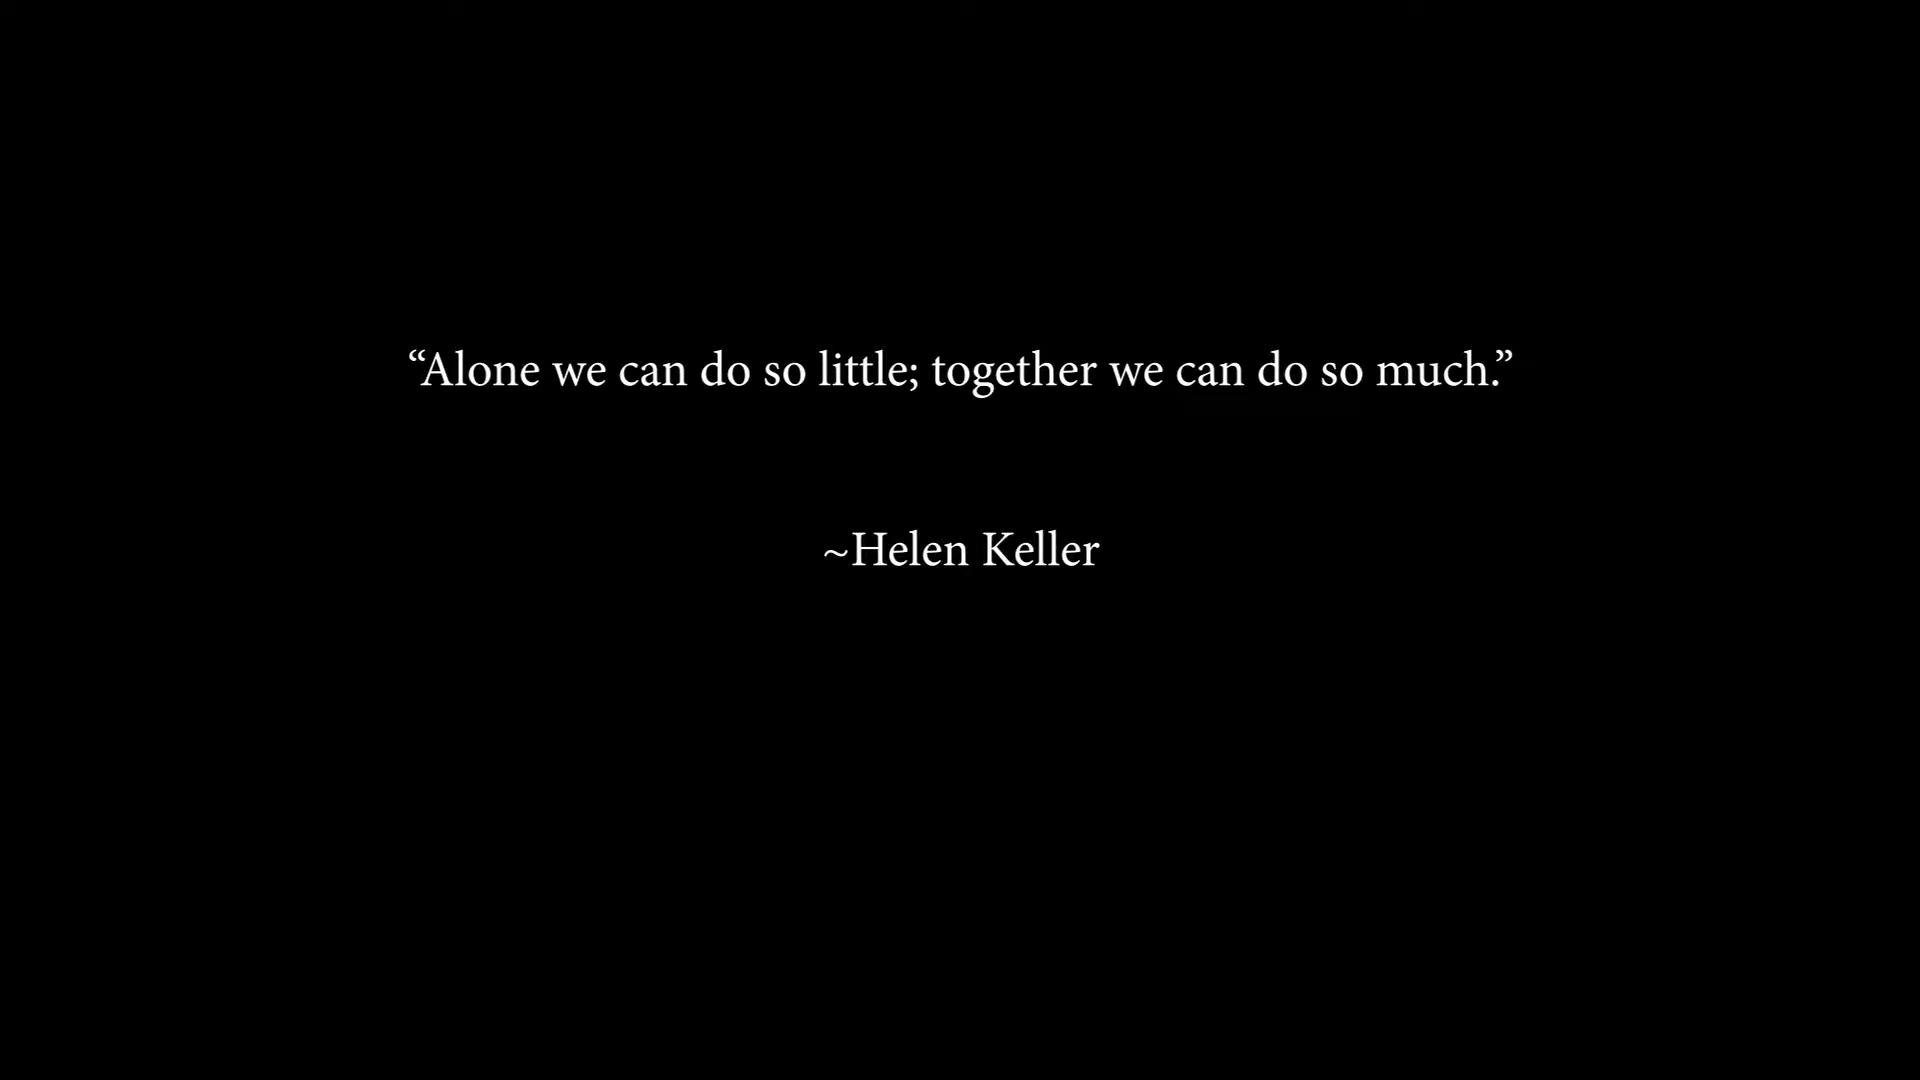 “Alone we can do so little; together we can do so much.”
~Helen Keller